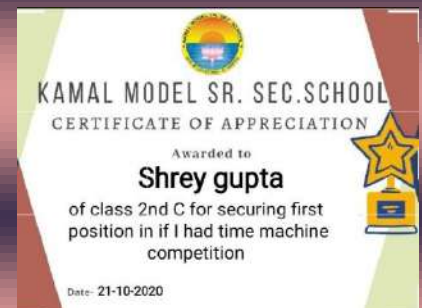 KAMAL MODEL SR. SEC.SCHOOL
CERTIFICATE OF APPRECIATION
Awarded to
Shrey gupta
of class 2nd C for securing first
position in if I had time machine
competition
Date- 21-10-2020